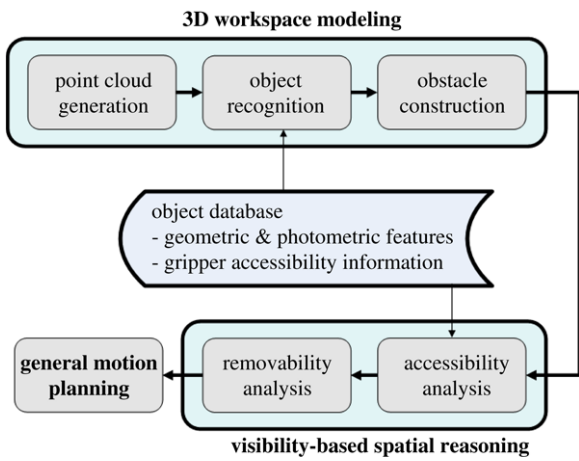 3D workspace modeling
point cloud
generation
object
recognition
obstacle
construction
object database
- geometric & photometric features
- gripper accessibility information
general motion
planning
removability
analysis
accessibility
analysis
visibility-based spatial reasoning